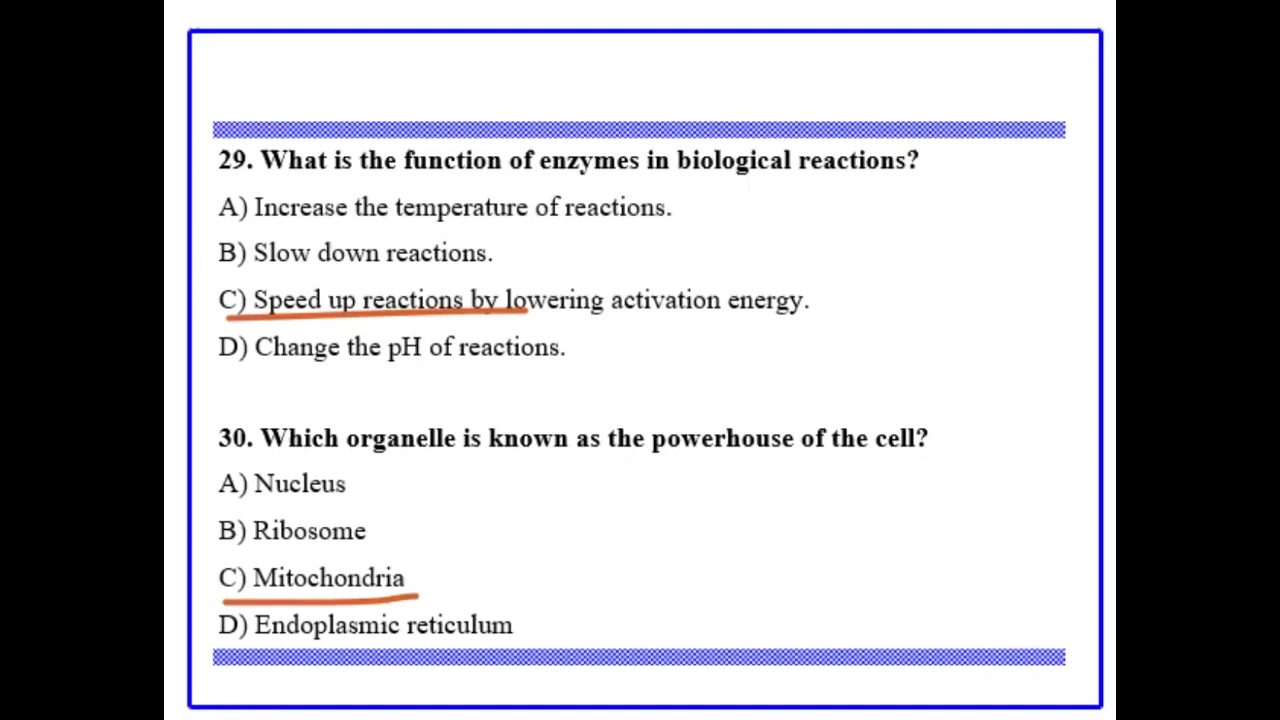 29. What is the function of enzymes in biological reactions?
A) Increase the temperature of reactions.
B) Slow down reactions.
C) Speed up reactions by lowering activation energy.
D) Change the pH of reactions.
30. Which organelle is known as the powerhouse of the cell?
A) Nucleus
B) Ribosome
C) Mitochondria
D) Endoplasmic reticulum